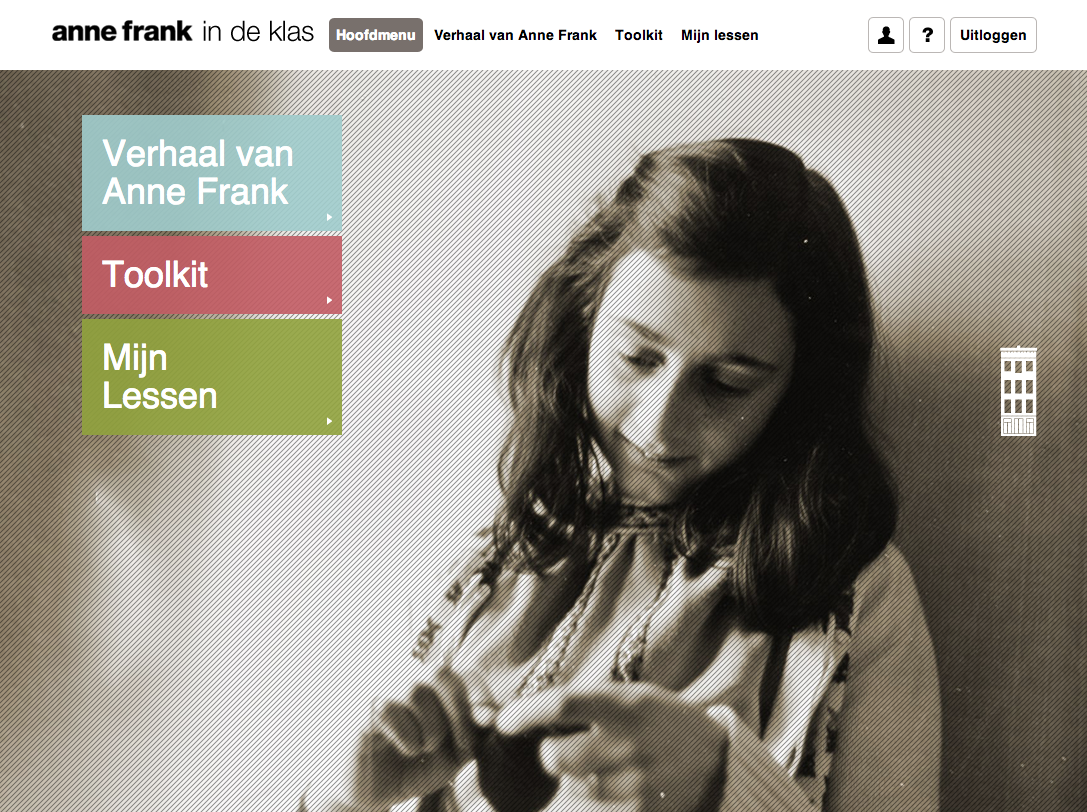 anne frank in de klas Hoofdmenu Verhaal van Anne Frank Toolkit Mijn lessen ? Uitloggen
Verhaal van
Anne Frank
Toolkit
Mijn
Lessen